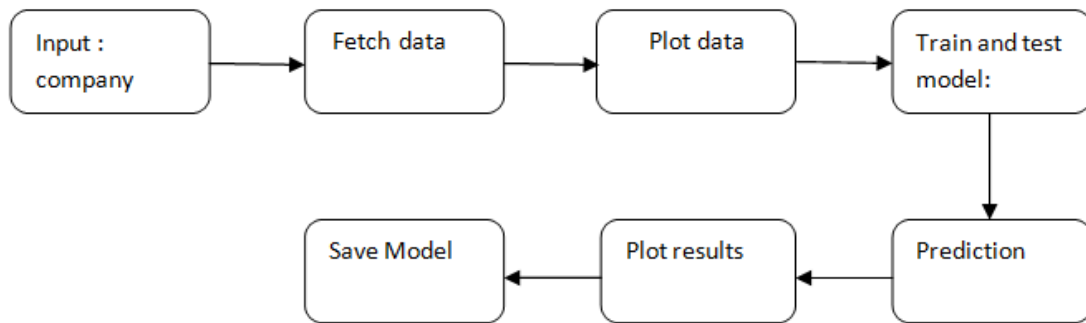 Input :
company
Fetch data
Plot data
Train and test
model:
Prediction
Plot results
Save Model